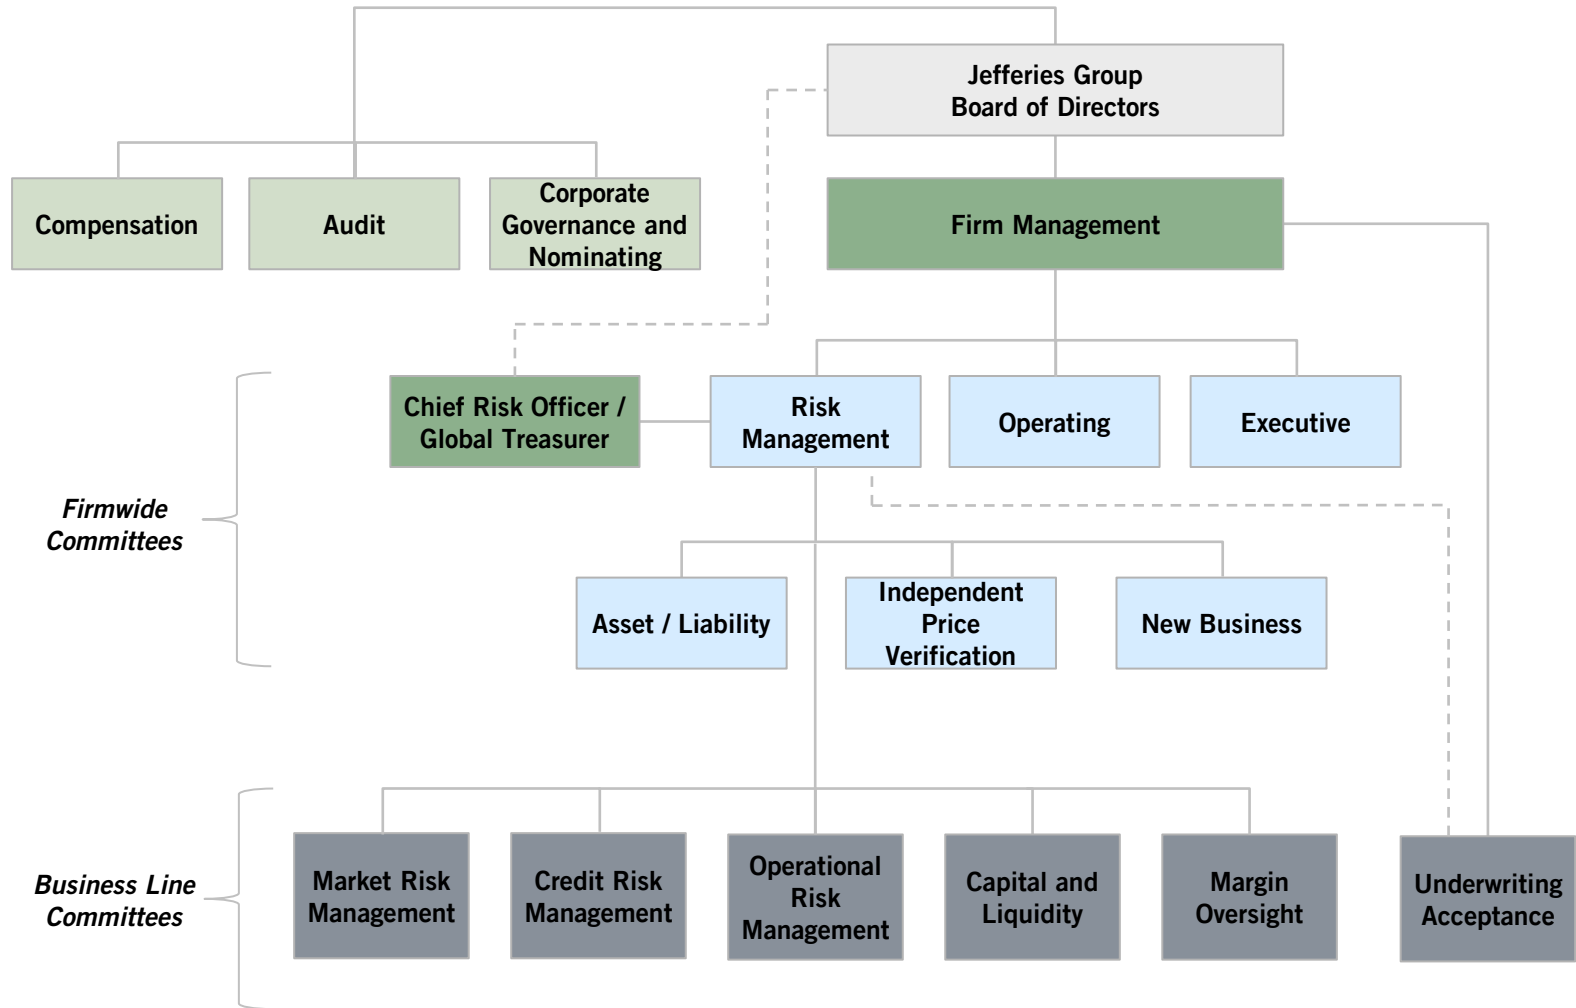 Jefferies Group
Board of Directors
Compensation
Audit
Corporate
Governance and
Nominating
Firm Management
Chief Risk Officer /
Global Treasurer
Risk
Management
Operating
Executive
Firmwide
Committees
Asset / Liability
Independent
Price
Verification
New Business
Business Line
Committees
Market Risk
Management
Credit Risk
Management
Operational
Risk
Management
Capital and
Liquidity
Margin
Oversight
Underwriting
Acceptance